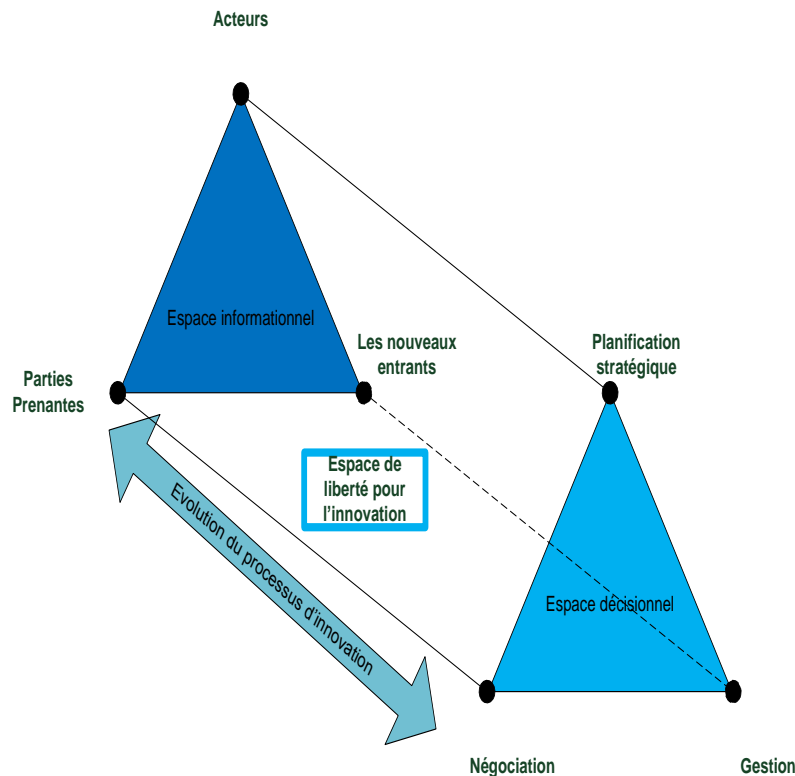 Acteurs
Espace informationnel
Les nouveaux
entrants
Planification
stratégique
Parties
Prenantes
Espace de
liberté pour
l'innovation
Evolution du processus d'innovation
Espace décisionnel
Négociation
Gestion